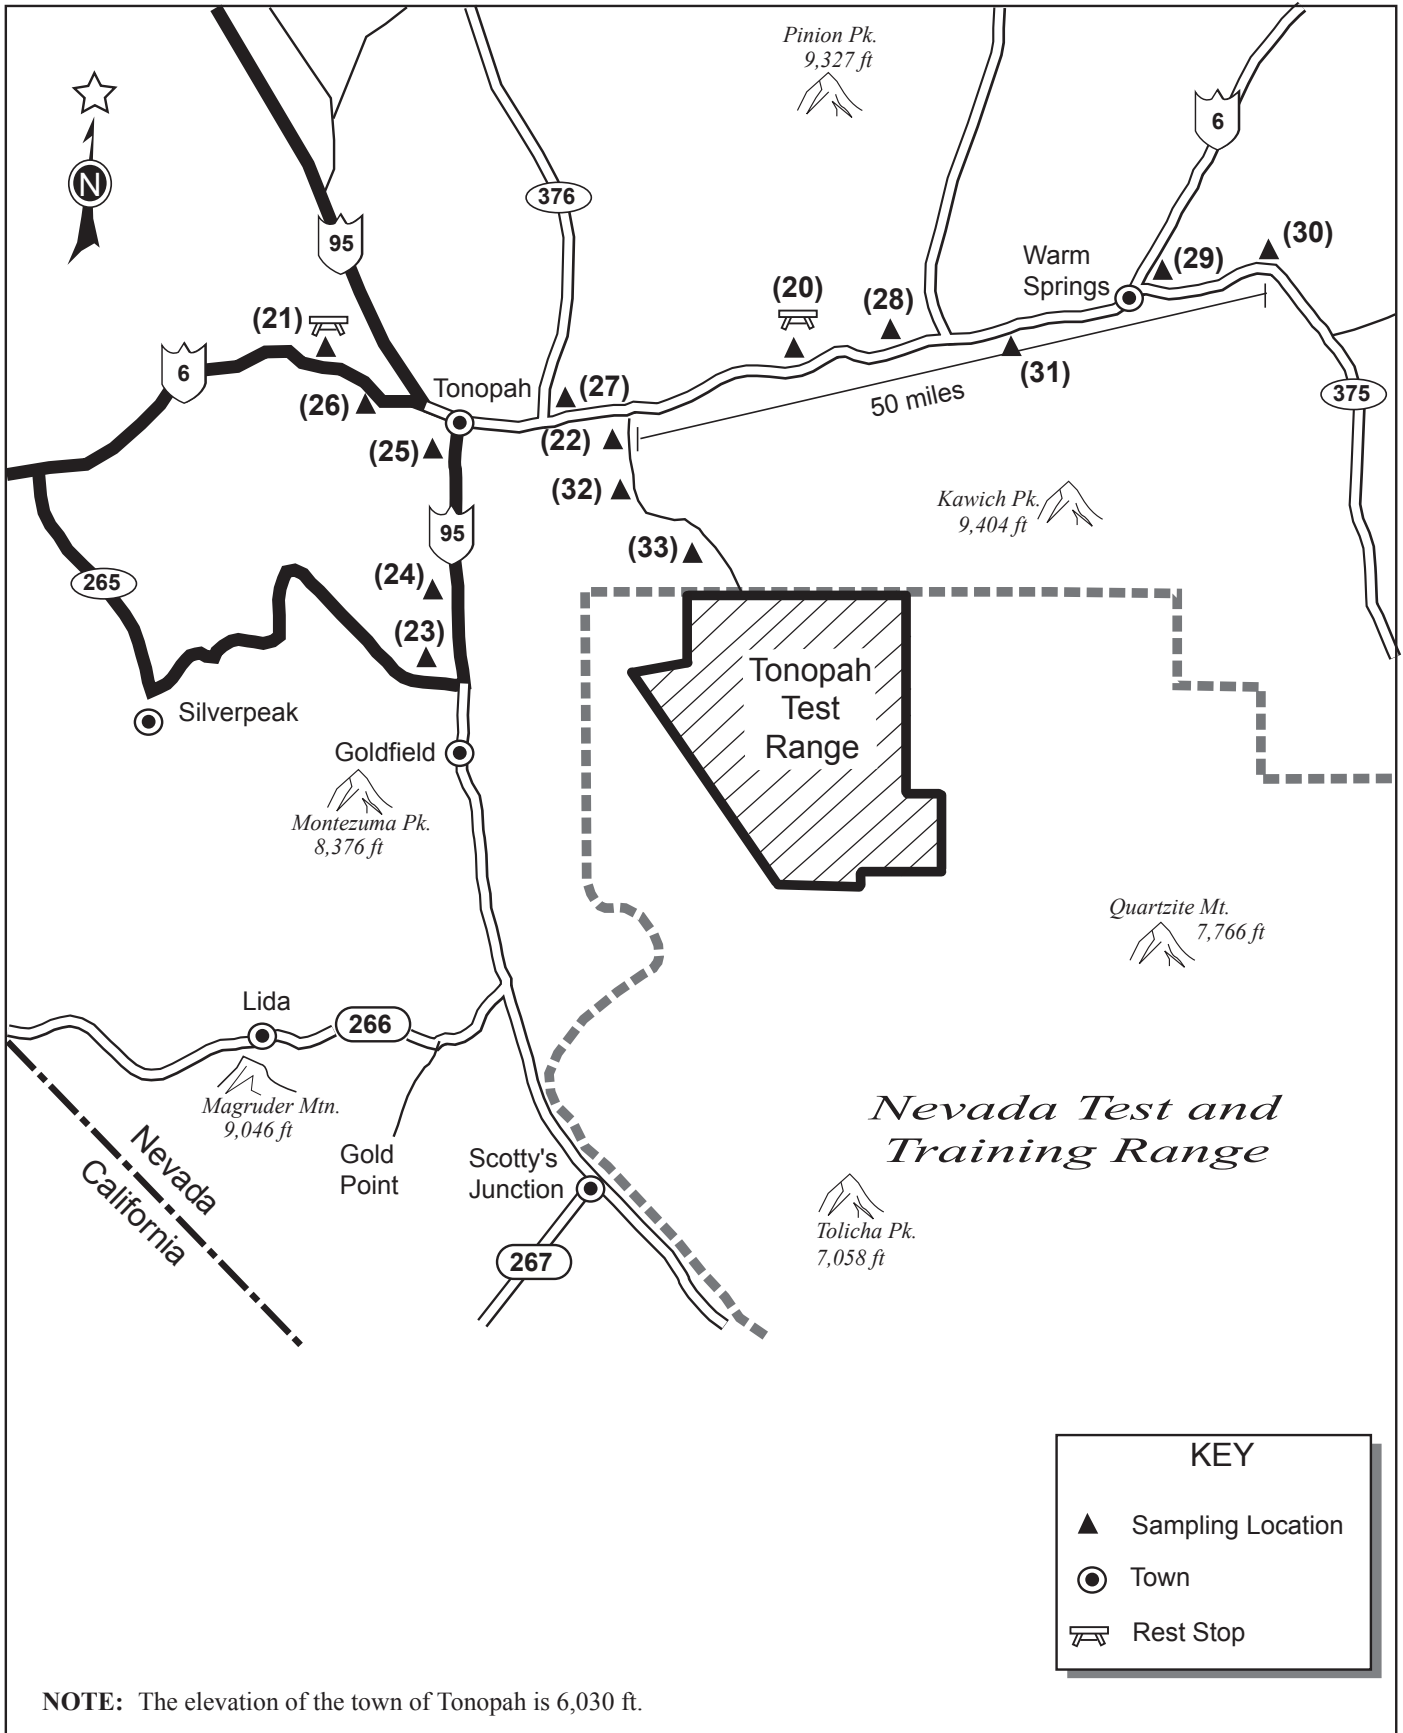 Pinion Pk.
9,327 ft
6
N
376
95
(30)
Warm
Springs
(29)
(20)
(28)
(21)
6
Tonopah
(27)
(31)
50 miles
375
(26)
(25)
(22)
(32)
Kawich Pk.
9,404 ft
95
(33)
265
(24)
(23)
Tonopah
Test
Range
Silverpeak
Goldfield
Montezuma Pk.
8,376 ft
Quartzite Mt.
7,766 ft
Lida
266
Magruder Mtn.
9,046 ft
Nevada Test and
Training Range
Nevada
California
Gold
Point
Scotty's
Junction
Tolicha Pk.
7,058 ft
267
KEY
Sampling Location
Town
Rest Stop
NOTE: The elevation of the town of Tonopah is 6,030 ft.